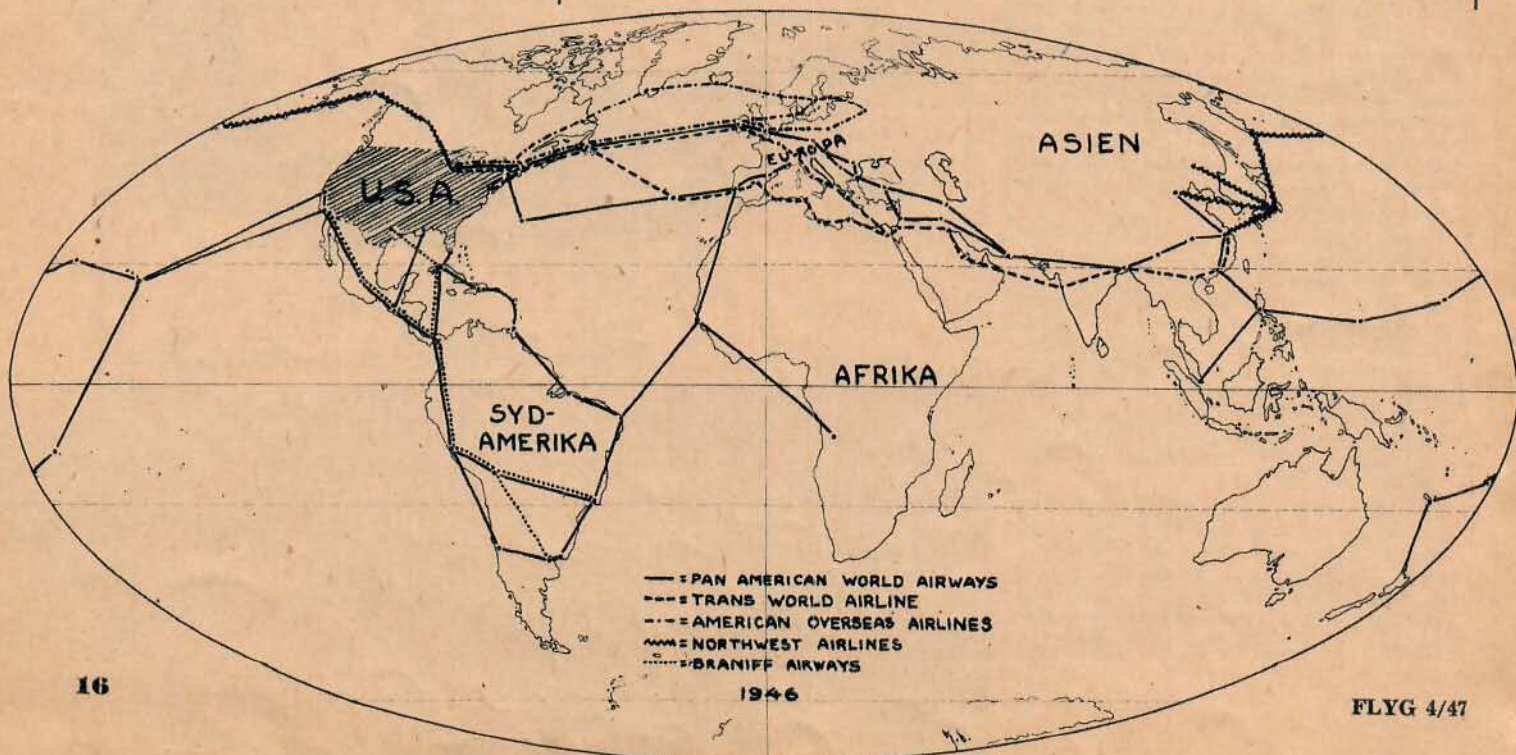 U.S.A.
EUROPA
ASIEN
AFRIKA
SYD-
AMERIKA
= PAN AMERICAN WORLD AIRWAYS
= TRANS WORLD AIRLINE
= AMERICAN OVERSEAS AIRLINES
= NORTHWEST AIRLINES
= BRANIFF AIRWAYS
1946
16
FLYG 4/47